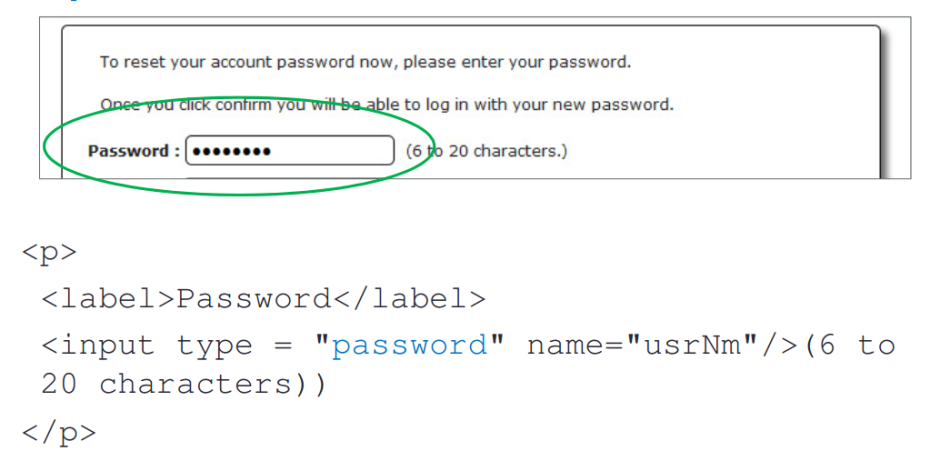 To reset your account password now, please enter your password.
Once you click confirm you will be able to log in with your new password.
Password : •••••••• (6 to 20 characters.)
<p>
<label>Password</label>
<input type = "password" name="usrNm"/>(6 to
20 characters))
</p>